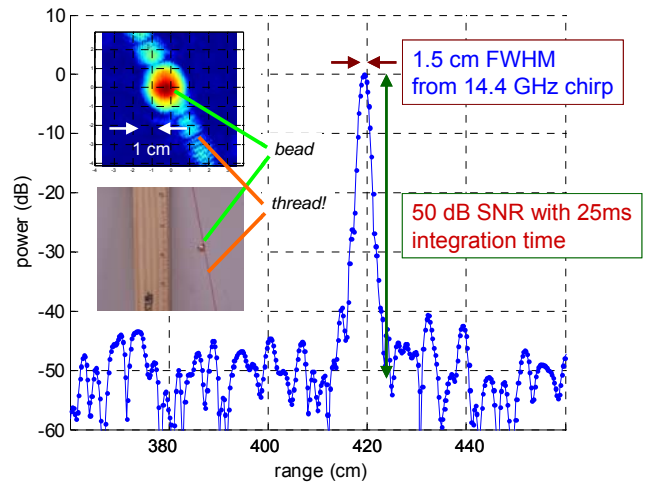 10
0
-10
-20
-30
-40
-50
-60
power (dB)
380
400
420
440
range (cm)
1 cm
bead
thread!
1.5 cm FWHM
from 14.4 GHz chirp
50 dB SNR with 25ms
integration time